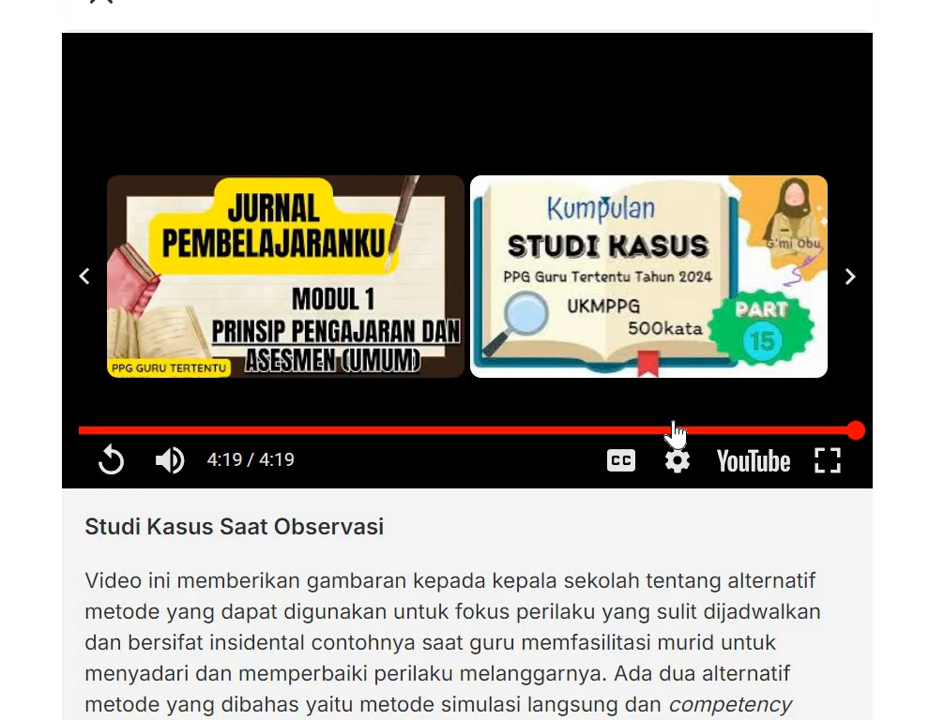 JURNAL
PEMBELAJARANKU
MODUL 1
PRINSIP PENGAJARAN DAN
ASESMEN (UMUM)
PPG GURU TERTENTU
Kumpulan
STUDI KASUS
PPG Guru Tertentu Tahun 2024
UKMPPG
500kata
G'mi Obu
PART
15
4:19 / 4:19
CC
YouTube
Studi Kasus Saat Observasi
Video ini memberikan gambaran kepada kepala sekolah tentang alternatif
metode yang dapat digunakan untuk fokus perilaku yang sulit dijadwalkan
dan bersifat insidental contohnya saat guru memfasilitasi murid untuk
menyadari dan memperbaiki perilaku melanggarnya. Ada dua alternatif
metode yang dibahas yaitu metode simulasi langsung dan competency